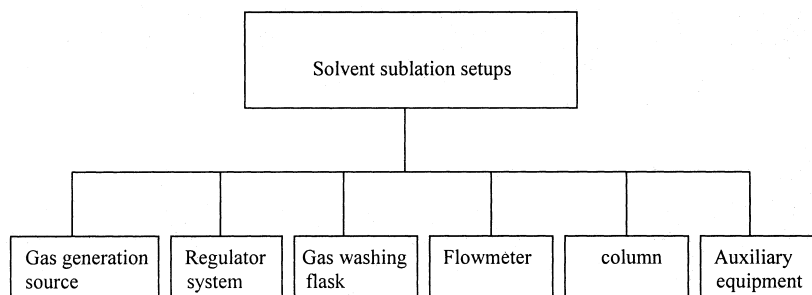 Solvent sublation setups
Gas generation
source
Regulator
system
Gas washing
flask
Flowmeter
column
Auxiliary
equipment